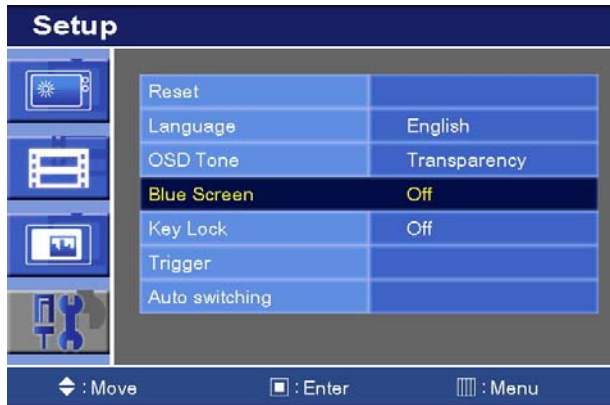 Setup
Reset
Language English
OSD Tone Transparency
Blue Screen Off
Key Lock Off
Trigger
Auto switching
: Move : Enter : Menu